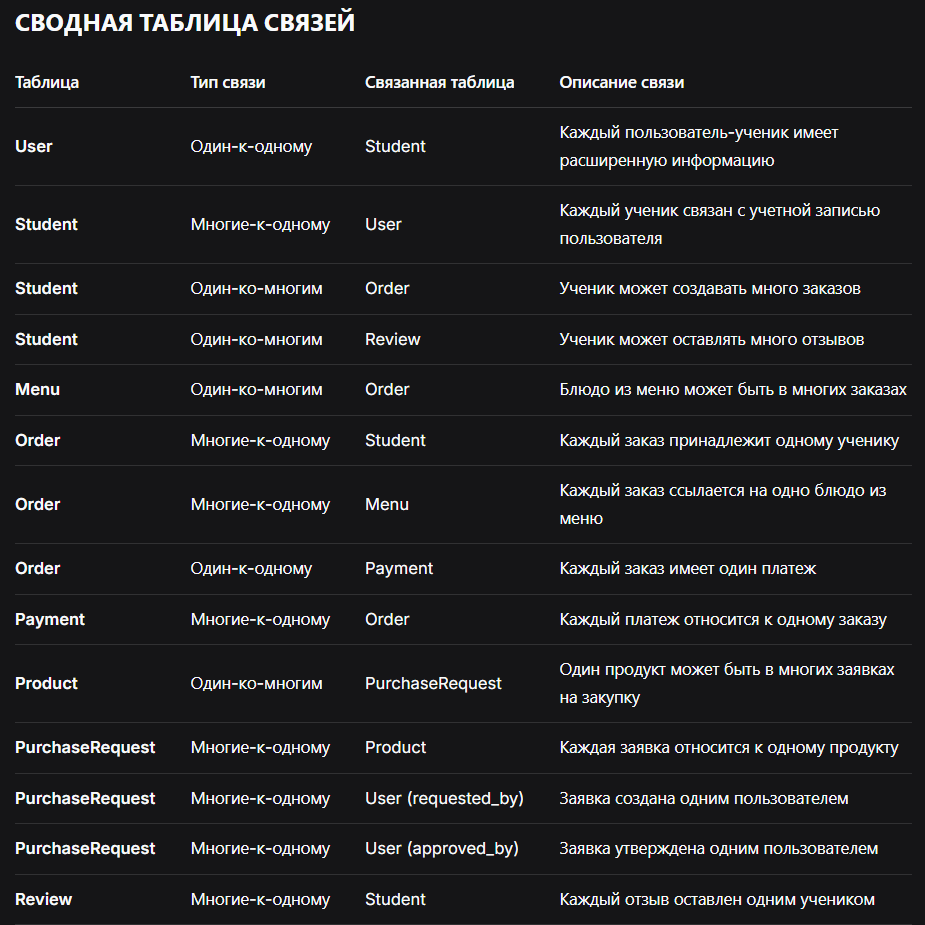 СВОДНАЯ ТАБЛИЦА СВЯЗЕЙ
Таблица Тип связи Связанная таблица Описание связи
User Один-к-одному Student Каждый пользователь-ученик имеет
расширенную информацию
Student Многие-к-одному User Каждый ученик связан с учетной записью
пользователя
Student Один-ко-многим Order Ученик может создавать много заказов
Student Один-ко-многим Review Ученик может оставлять много отзывов
Menu Один-ко-многим Order Блюдо из меню может быть в многих заказах
Order Многие-к-одному Student Каждый заказ принадлежит одному ученику
Order Многие-к-одному Menu Каждый заказ ссылается на одно блюдо из
меню
Order Один-к-одному Payment Каждый заказ имеет один платеж
Payment Многие-к-одному Order Каждый платеж относится к одному заказу
Product Один-ко-многим PurchaseRequest Один продукт может быть в многих заявках
на закупку
PurchaseRequest Многие-к-одному Product Каждая заявка относится к одному продукту
PurchaseRequest Многие-к-одному User (requested_by) Заявка создана одним пользователем
PurchaseRequest Многие-к-одному User (approved_by) Заявка утверждена одним пользователем
Review Многие-к-одному Student Каждый отзыв оставлен одним учеником